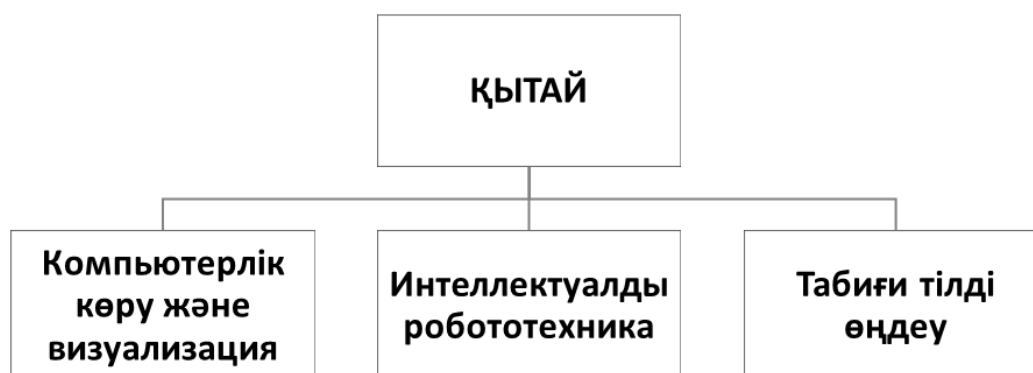 ҚЫТАЙ
Компьютерлік
көру және
визуализация
Интеллектуалды
робототехника
Табиғи тілді
өңдеу